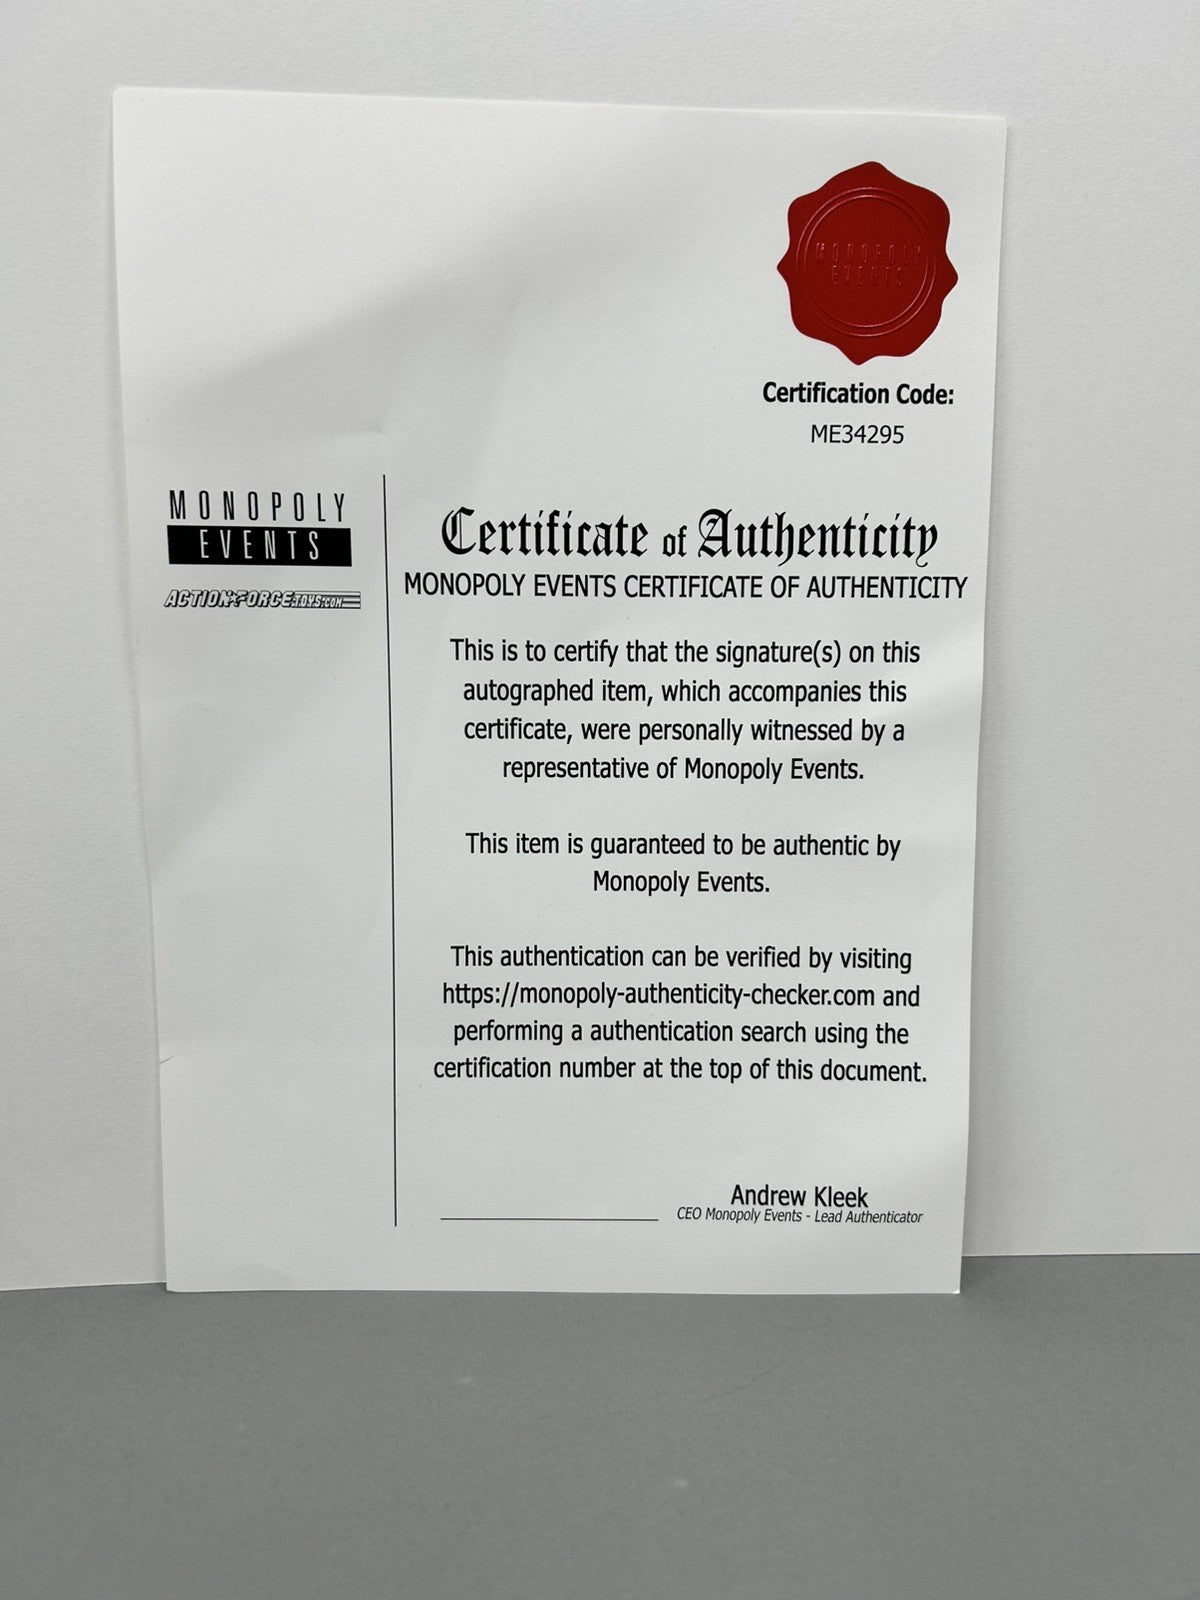 MONOPOLY
EVENTS
Certification Code:
ME34295
MONOPOLY
EVENTS
ACTION FORCE TOYS.COM
Certificate of Authenticity
MONOPOLY EVENTS CERTIFICATE OF AUTHENTICITY
This is to certify that the signature(s) on this
autographed item, which accompanies this
certificate, were personally witnessed by a
representative of Monopoly Events.
This item is guaranteed to be authentic by
Monopoly Events.
This authentication can be verified by visiting
https://monopoly-authenticity-checker.com and
performing a authentication search using the
certification number at the top of this document.
Andrew Kleek
CEO Monopoly Events - Lead Authenticator